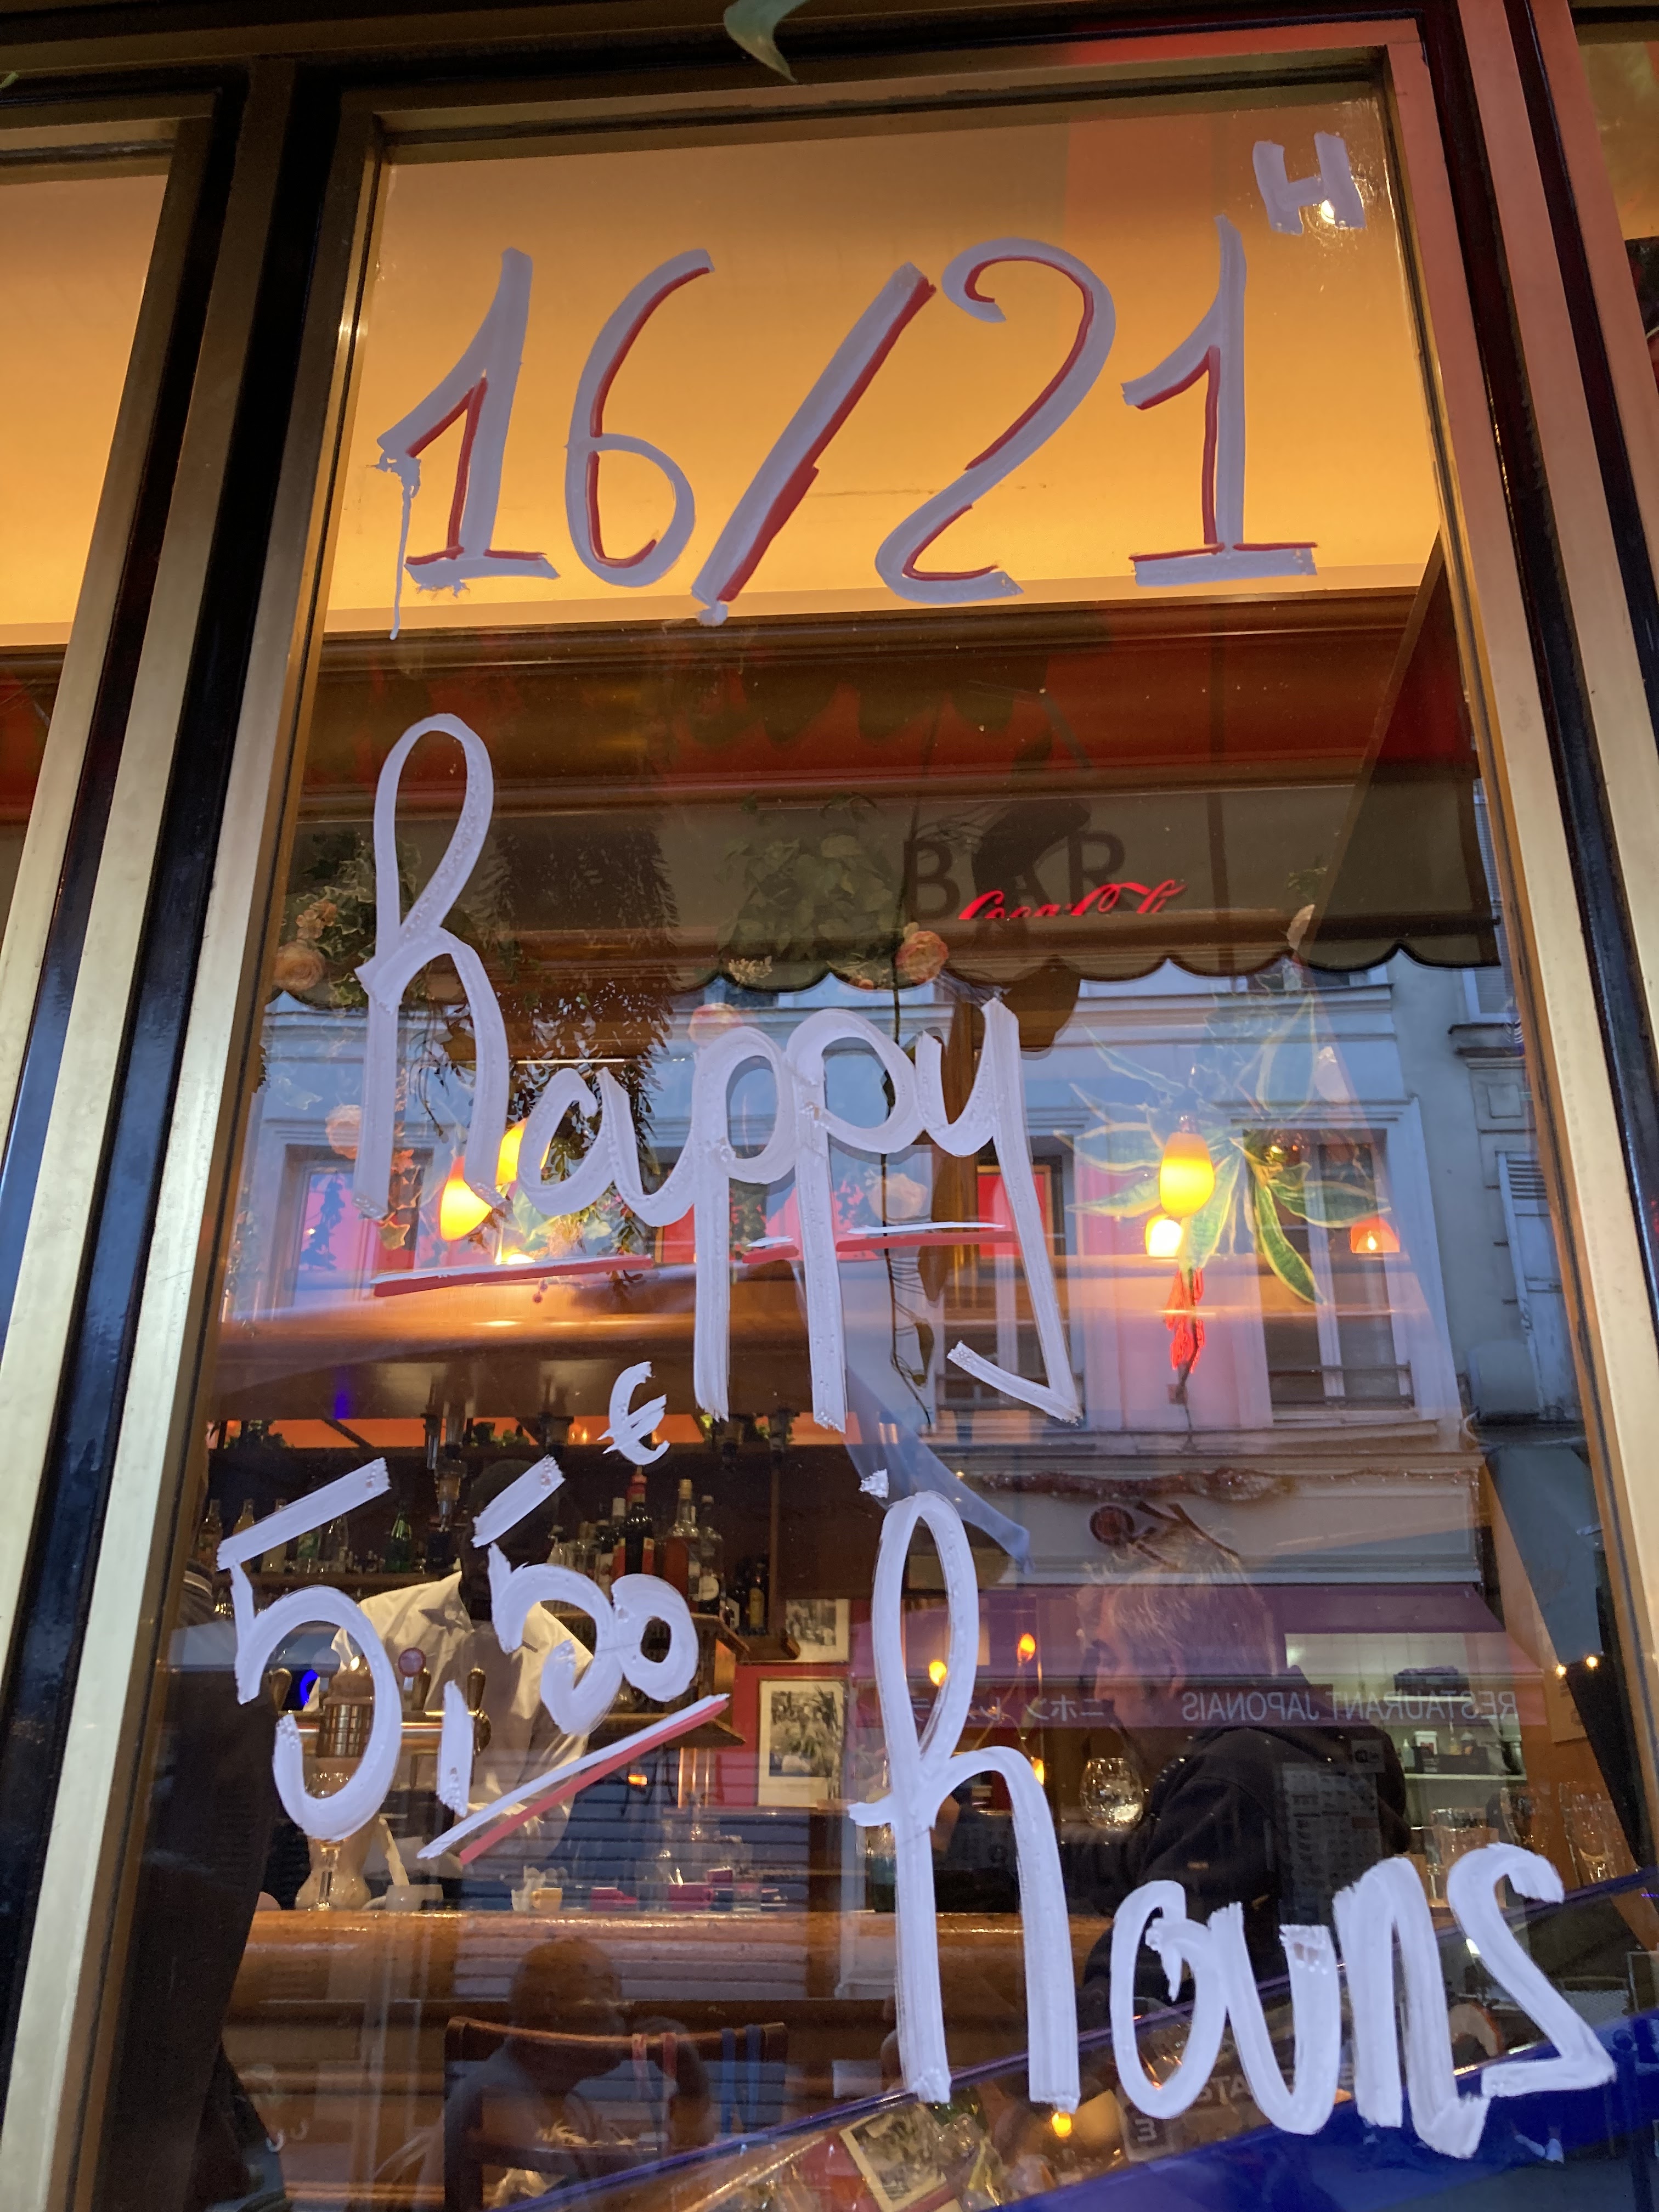 16/21H
happy
5,50€
hours
BAR
Coca-Cola
RESTAURANT JAPONAIS